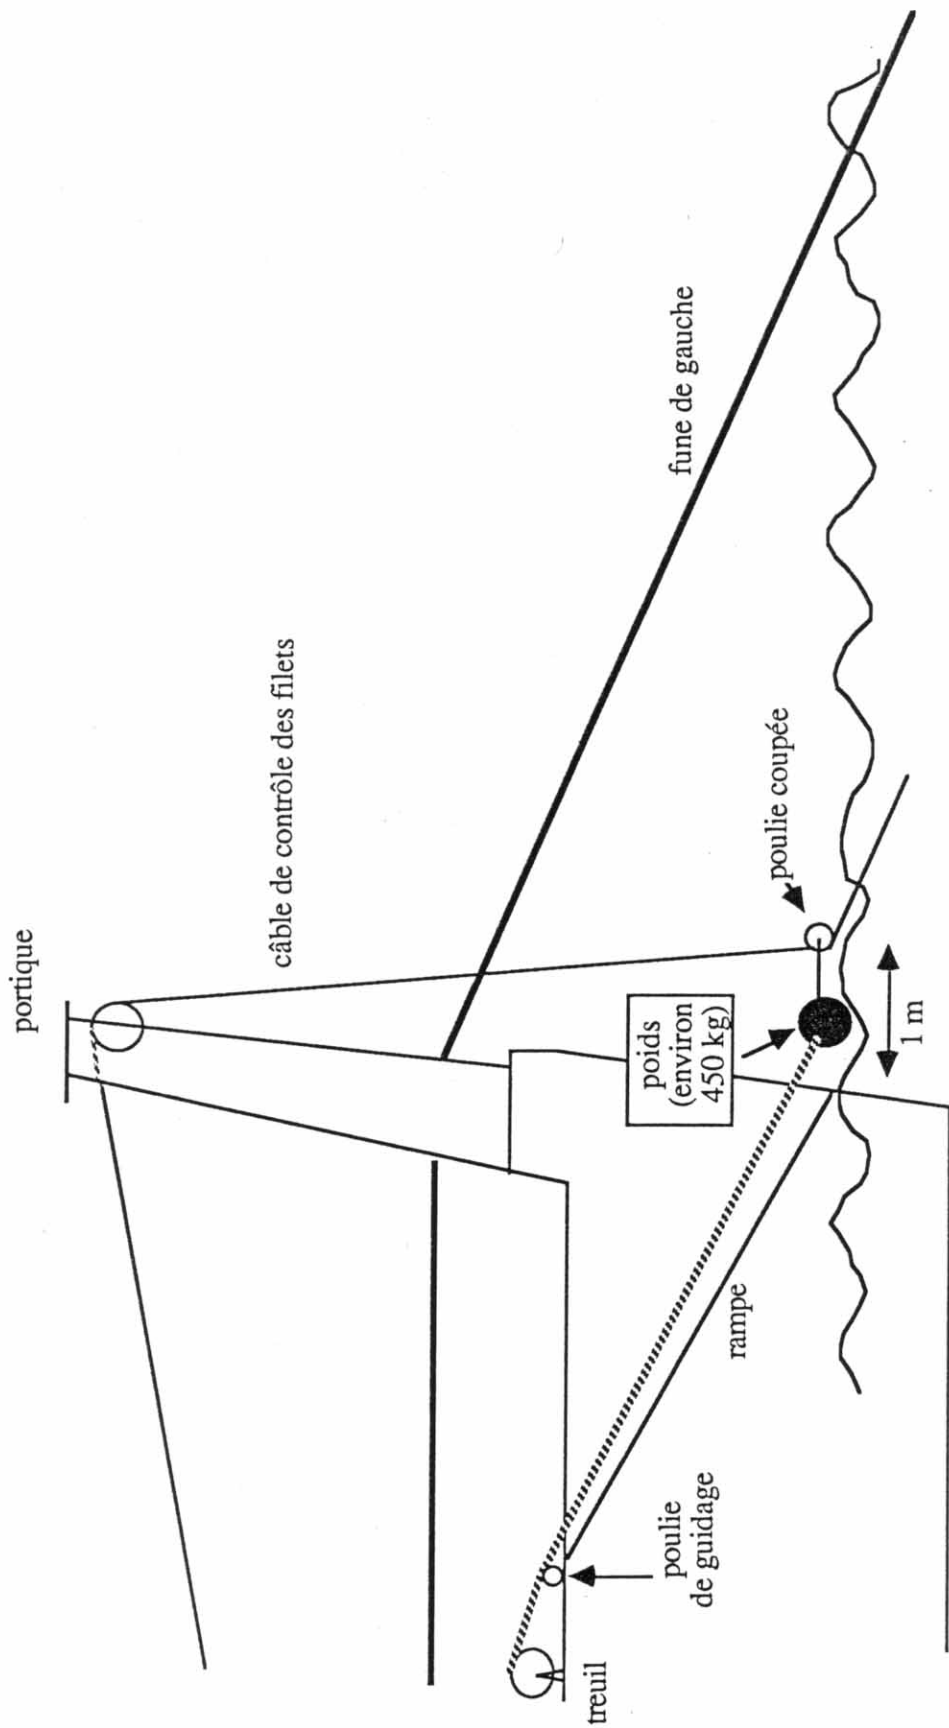 portique
câble de contrôle des filets
fune de gauche
poulie coupée
poids
(environ
450 kg)
1 m
rampe
poulie
de guidage
treuil